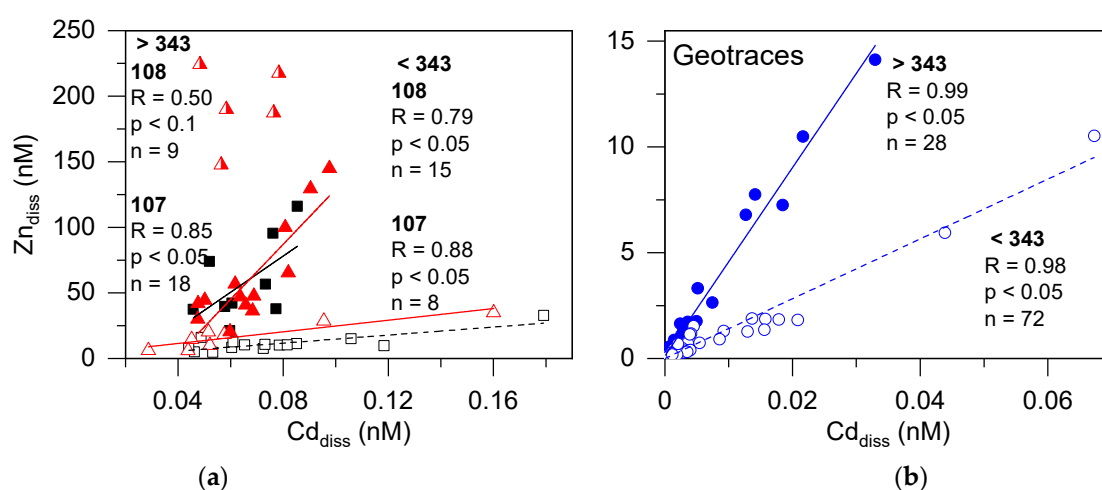 250
200
150
100
50
0
Zn_diss (nM)
> 343
108
R = 0.50
p < 0.1
n = 9
107
R = 0.85
p < 0.05
n = 18
< 343
108
R = 0.79
p < 0.05
n = 15
107
R = 0.88
p < 0.05
n = 8
0.04 0.08 0.12 0.16
Cd_diss (nM)
(a)
15
10
5
0
Geotraces
> 343
R = 0.99
p < 0.05
n = 28
< 343
R = 0.98
p < 0.05
n = 72
0 0.02 0.04 0.06
Cd_diss (nM)
(b)